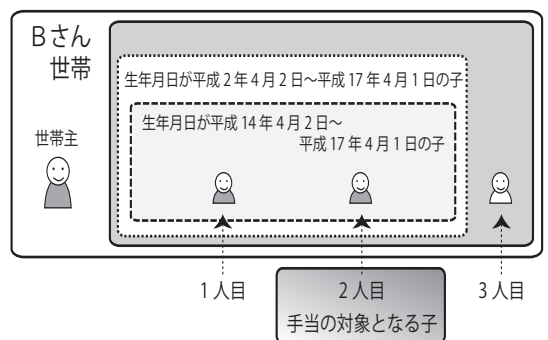 Bさん
世帯
世帯主
生年月日が平成2年4月2日〜平成17年4月1日の子
生年月日が平成14年4月2日〜
平成17年4月1日の子
1人目
2人目
手当の対象となる子
3人目